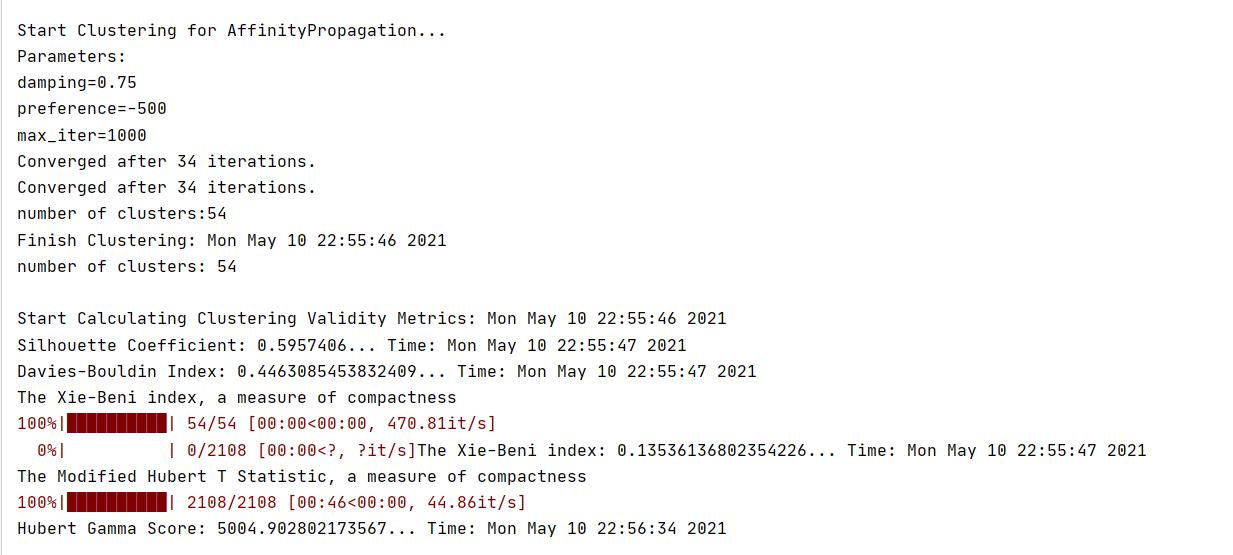 Start Clustering for AffinityPropagation...
Parameters:
damping=0.75
preference=-500
max_iter=1000
Converged after 34 iterations.
Converged after 34 iterations.
number of clusters:54
Finish Clustering: Mon May 10 22:55:46 2021
number of clusters: 54
Start Calculating Clustering Validity Metrics: Mon May 10 22:55:46 2021
Silhouette Coefficient: 0.5957406... Time: Mon May 10 22:55:47 2021
Davies-Bouldin Index: 0.4463085453832409... Time: Mon May 10 22:55:47 2021
The Xie-Beni index, a measure of compactness
100%|██████████| 54/54 [00:00<00:00, 470.81it/s]
0%|          | 0/2108 [00:00<?, ?it/s]The Xie-Beni index: 0.13536136802354226... Time: Mon May 10 22:55:47 2021
The Modified Hubert T Statistic, a measure of compactness
100%|██████████| 2108/2108 [00:46<00:00, 44.86it/s]
Hubert Gamma Score: 5004.902802173567... Time: Mon May 10 22:56:34 2021